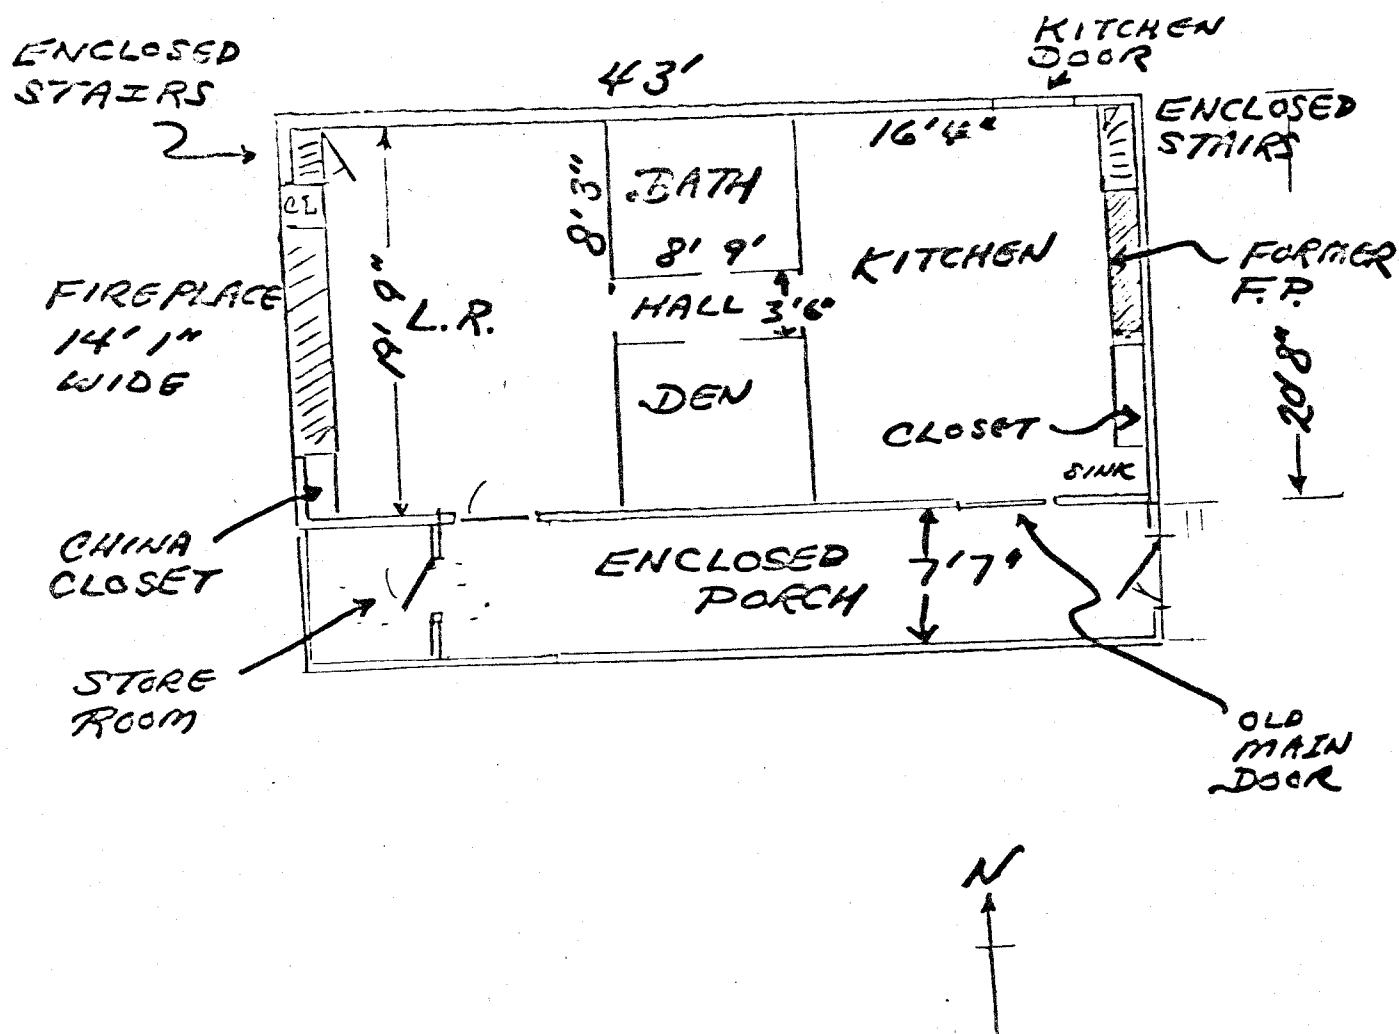 KITCHEN
DOOR
ENCLOSED
STAIRS
43'
ENCLOSED
STAIRS
16'4"
8'3"
BATH
8' 9'
KITCHEN
FORMER
F.P.
FIREPLACE
14' 1"
WIDE
L.R.
HALL 3'6"
20'8"
DEN
CLOSET
SINK
CHINA
CLOSET
ENCLOSED
PORCH
7'7"
STORE
ROOM
OLD
MAIN
DOOR
N